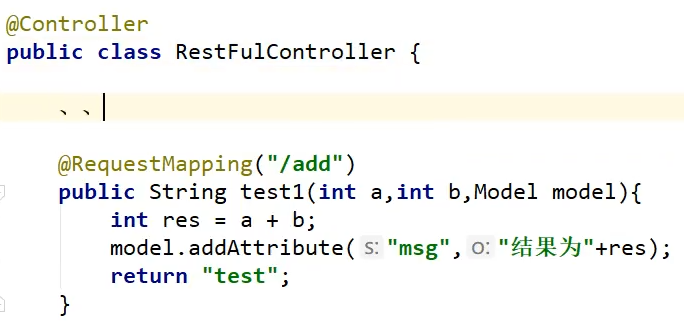 @Controller
public class RestFulController {
、、
@RequestMapping("/add")
public String test1(int a,int b,Model model){
int res = a + b;
model.addAttribute( s: "msg", o: "结果为"+res);
return "test";
}